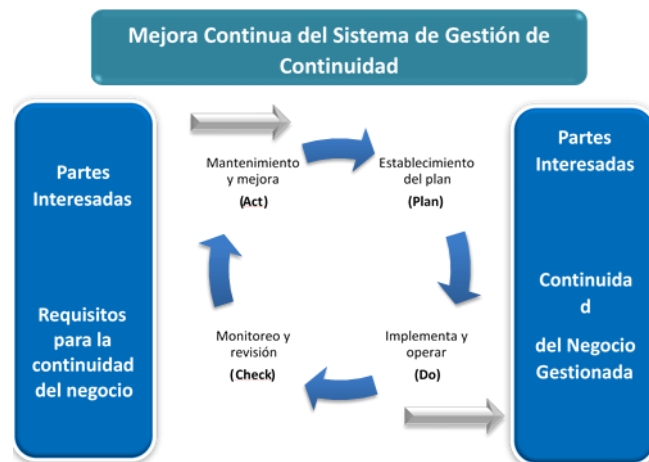 Mejora Continua del Sistema de Gestión de
Continuidad
Partes
Interesadas
Requisitos
para la
continuidad
del negocio
Mantenimiento
y mejora
(Act)
Establecimiento
del plan
(Plan)
Monitoreo y
revisión
(Check)
Implementa y
operar
(Do)
Partes
Interesadas
Continuida
d
del Negocio
Gestionada